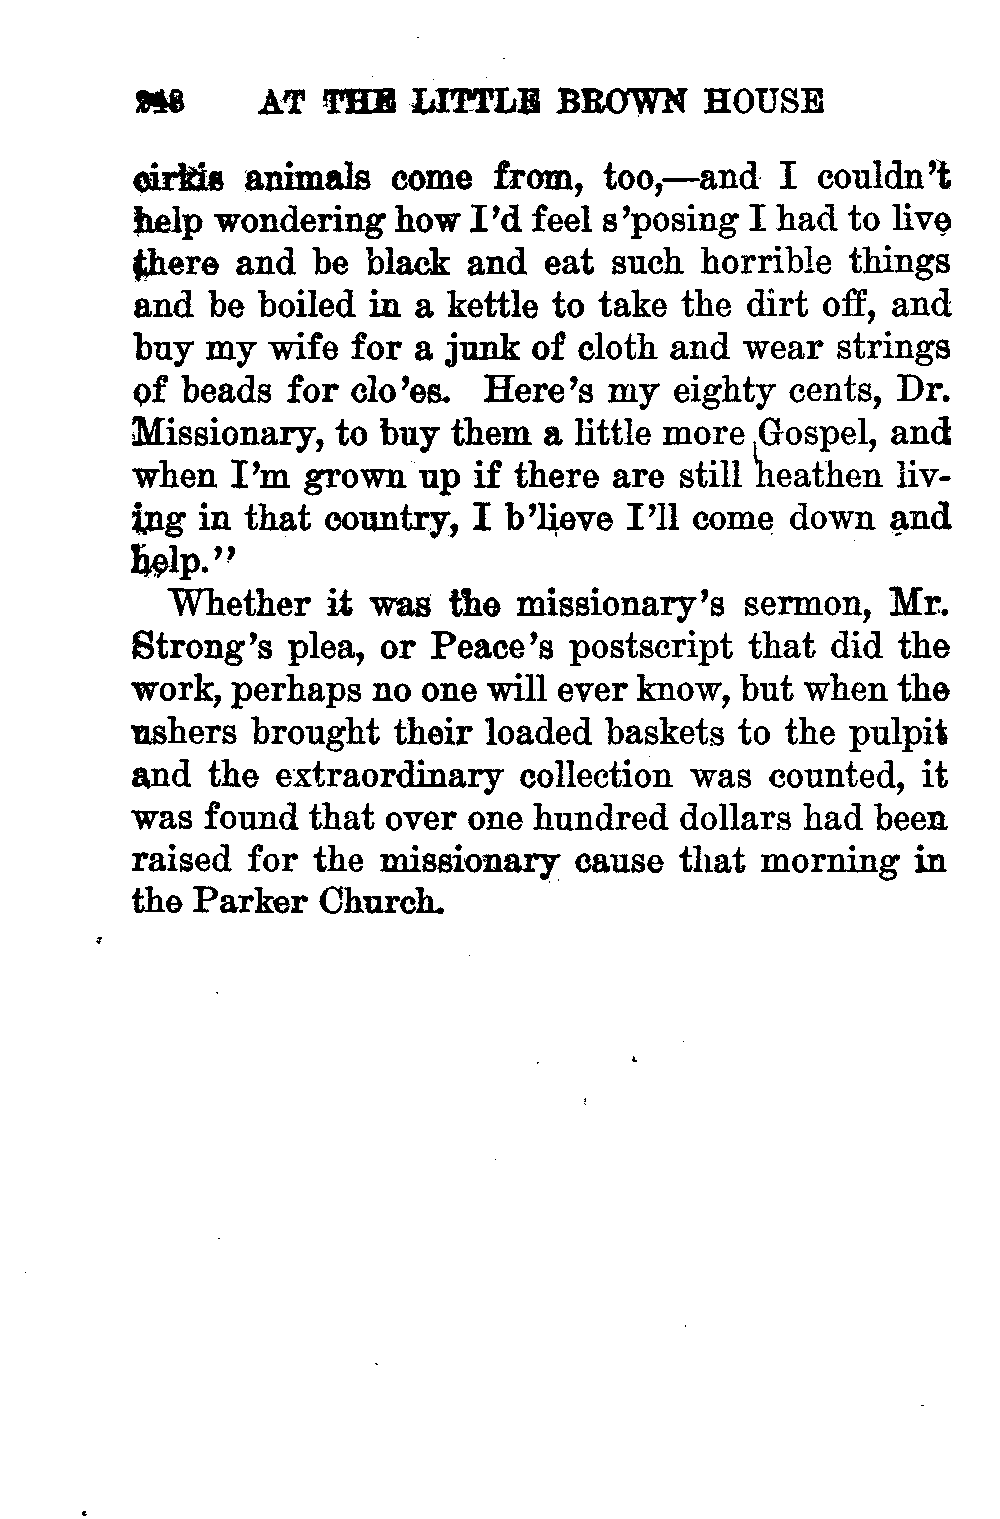 248 AT THE LITTLE BROWN HOUSE
cirkis animals come from, too,—and I couldn't
help wondering how I'd feel s'posing I had to live
there and be black and eat such horrible things
and be boiled in a kettle to take the dirt off, and
buy my wife for a junk of cloth and wear strings
of beads for clo'es. Here's my eighty cents, Dr.
Missionary, to buy them a little more Gospel, and
when I'm grown up if there are still heathen liv-
ing in that country, I b'lieve I'll come down and
help."
Whether it was the missionary's sermon, Mr.
Strong's plea, or Peace's postscript that did the
work, perhaps no one will ever know, but when the
ushers brought their loaded baskets to the pulpit
and the extraordinary collection was counted, it
was found that over one hundred dollars had been
raised for the missionary cause that morning in
the Parker Church.